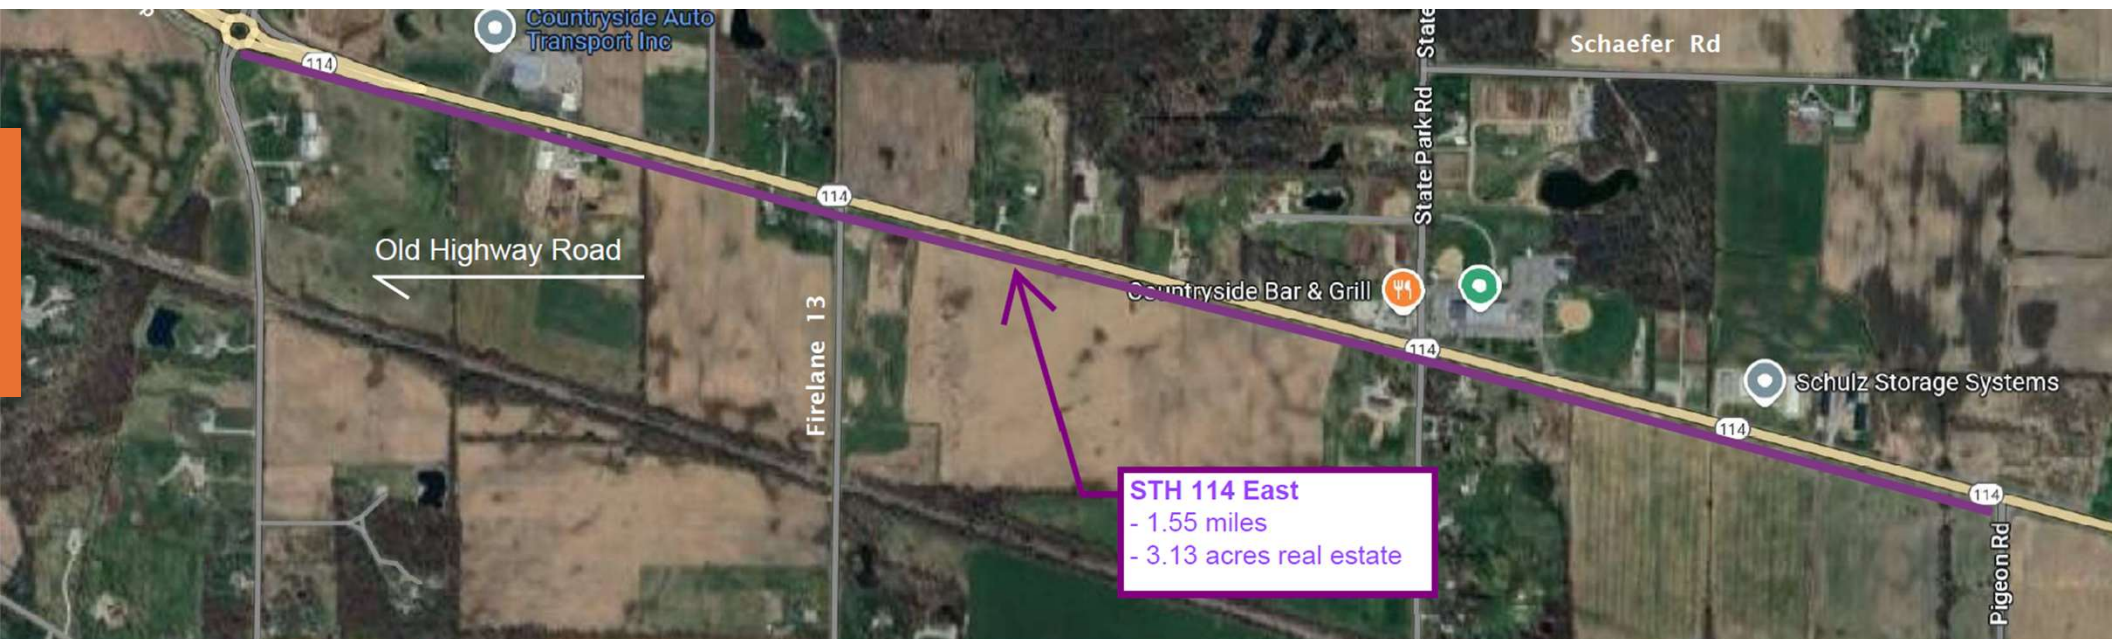 Countryside Auto
Transport Inc
114
Schaefer Rd
State
State Park Rd
114
Old Highway Road
Firelane 13
Countryside Bar & Grill
114
Schulz Storage Systems
114
STH 114 East
- 1.55 miles
- 3.13 acres real estate
114
Pigeon Rd